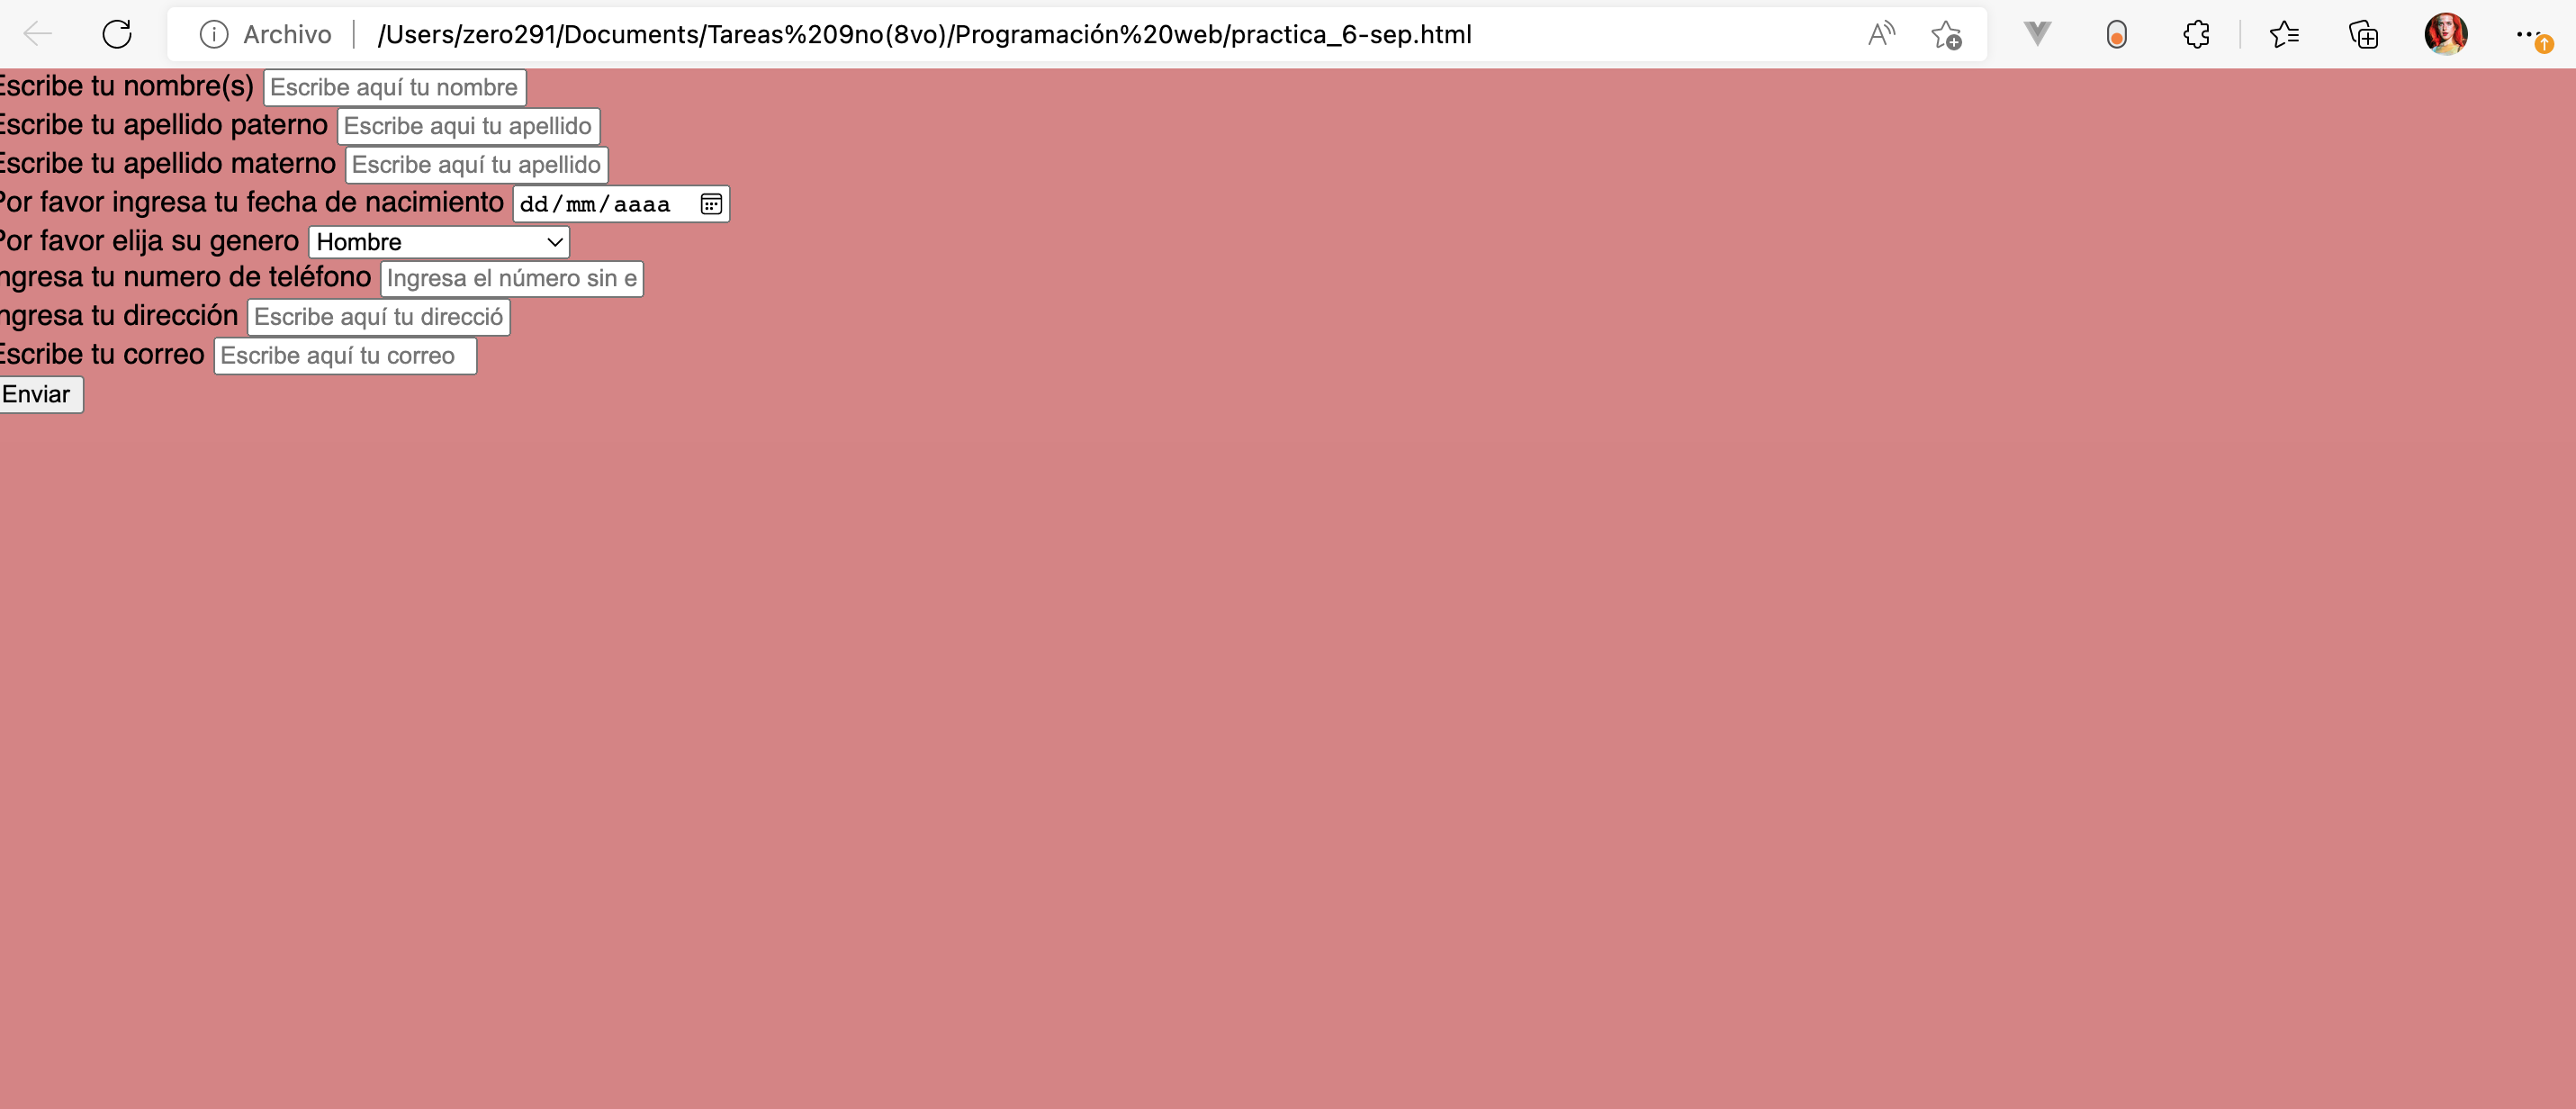 Archivo /Users/zero291/Documents/Tareas%209no(8vo)/Programación%20web/practica_6-sep.html
Escribe tu nombre(s) Escribe aquí tu nombre
Escribe tu apellido paterno Escribe aqui tu apellido
Escribe tu apellido materno Escribe aquí tu apellido
Por favor ingresa tu fecha de nacimiento dd/mm/aaaa
Por favor elija su genero Hombre
Ingresa tu numero de teléfono Ingresa el número sin e
Ingresa tu dirección Escribe aquí tu direcció
Escribe tu correo Escribe aquí tu correo
Enviar